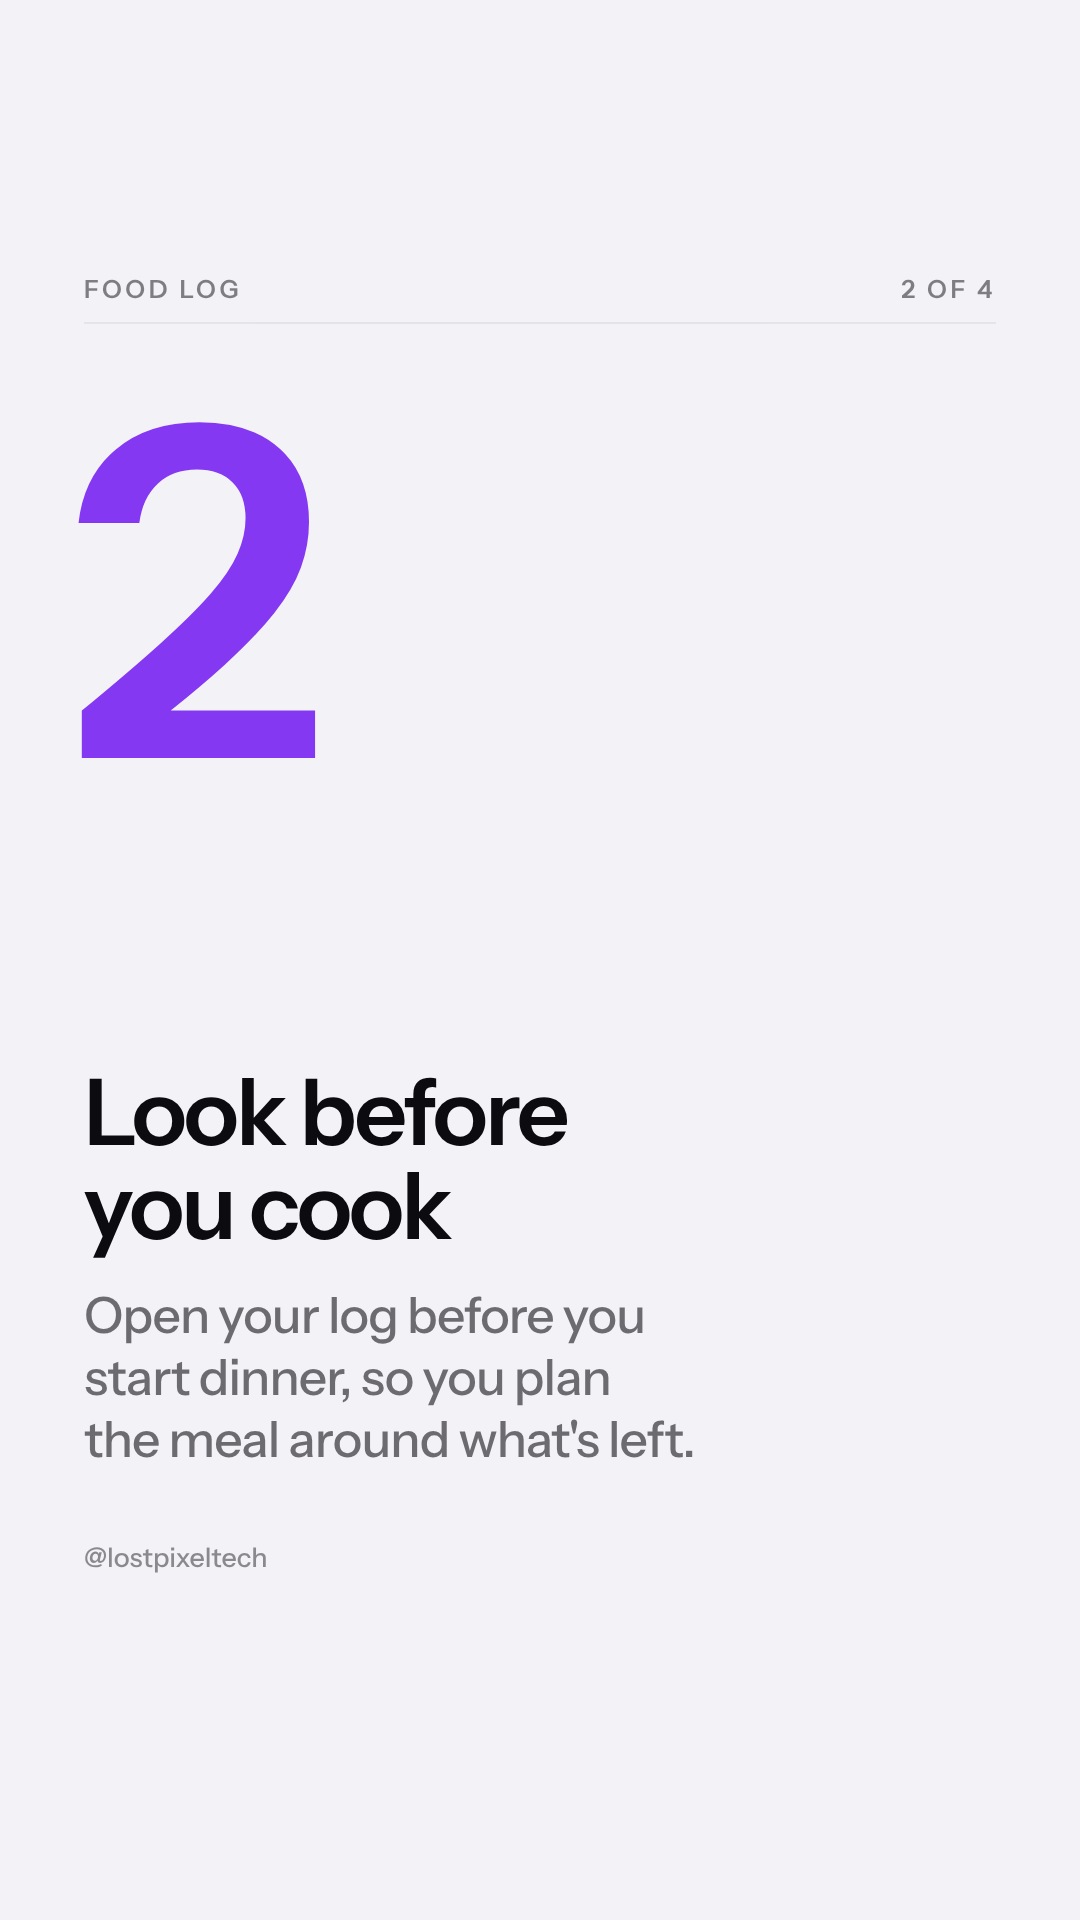 FOOD LOG
2 OF 4
2
Look before
you cook
Open your log before you
start dinner, so you plan
the meal around what's left.
@lostpixeltech